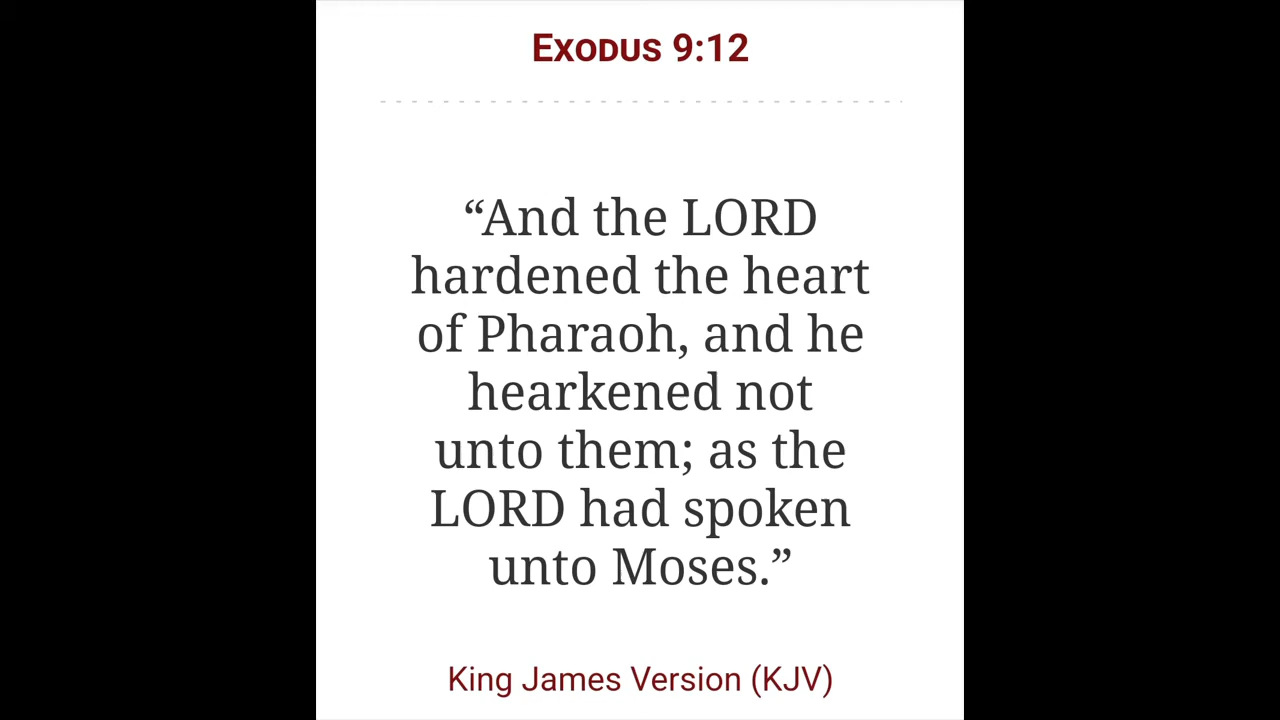 Exodus 9:12
“And the LORD
hardened the heart
of Pharaoh, and he
hearkened not
unto them; as the
LORD had spoken
unto Moses.”
King James Version (KJV)